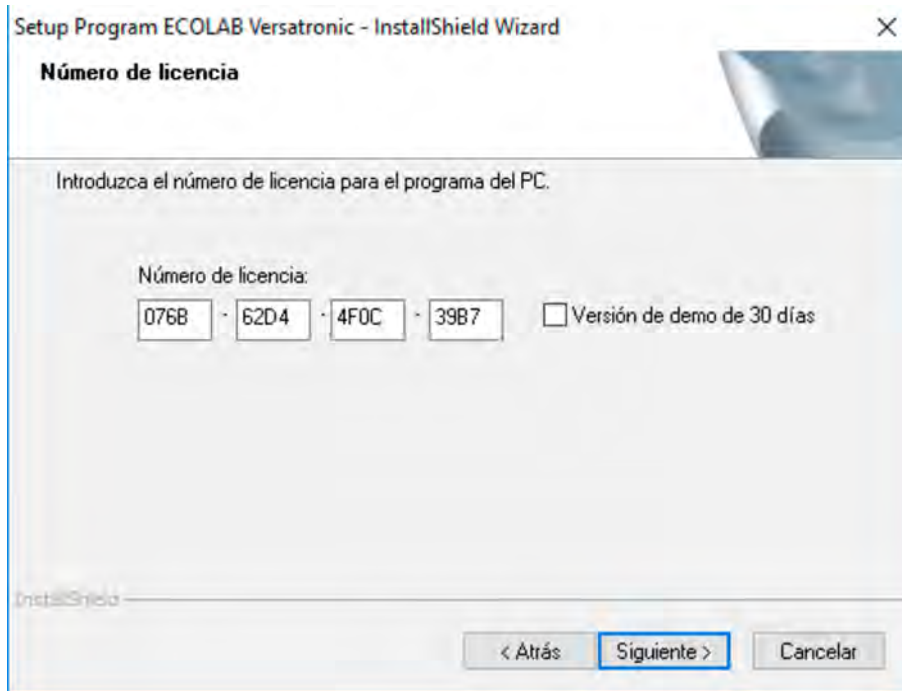 Setup Program ECOLAB Versatronic - InstallShield Wizard
Número de licencia
Introduzca el número de licencia para el programa del PC.
Número de licencia:
076B - 62D4 - 4F0C - 39B7 Versión de demo de 30 días
InstallShield
< Atrás Siguiente > Cancelar